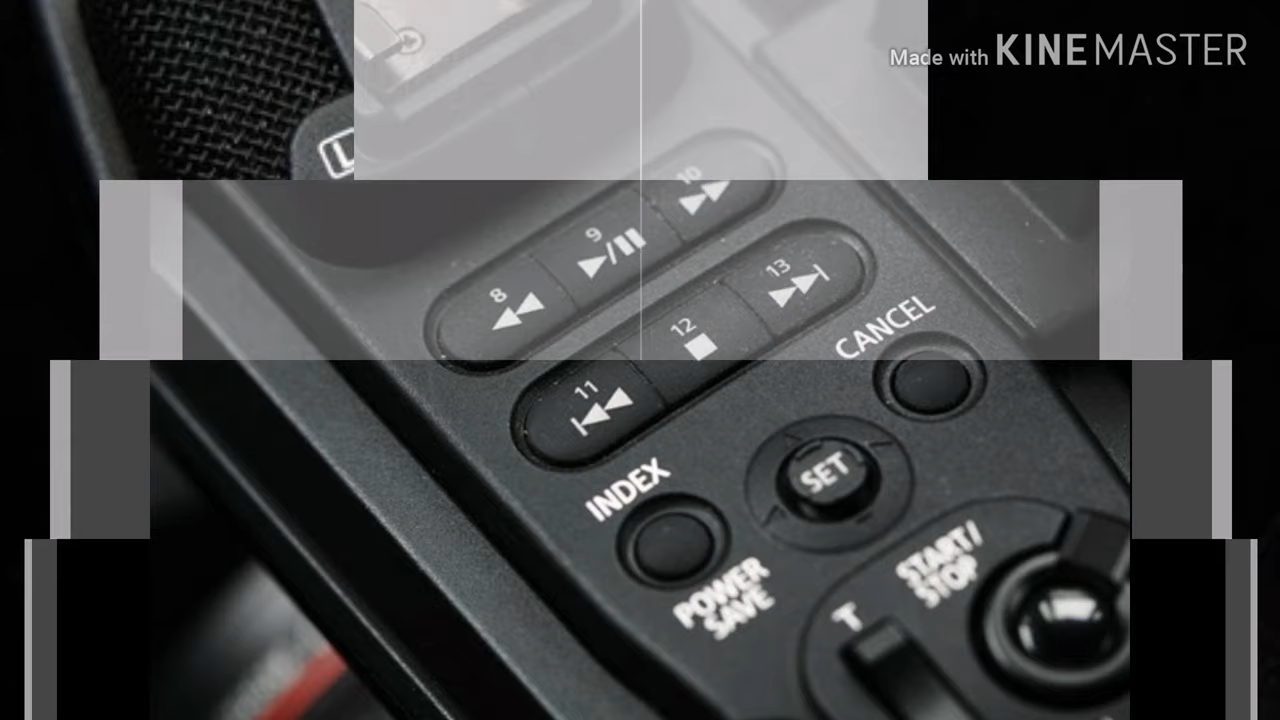 Made with KINEMASTER
L
10
9
8
13
12
11
CANCEL
SET
INDEX
START/
STOP
POWER
SAVE
T